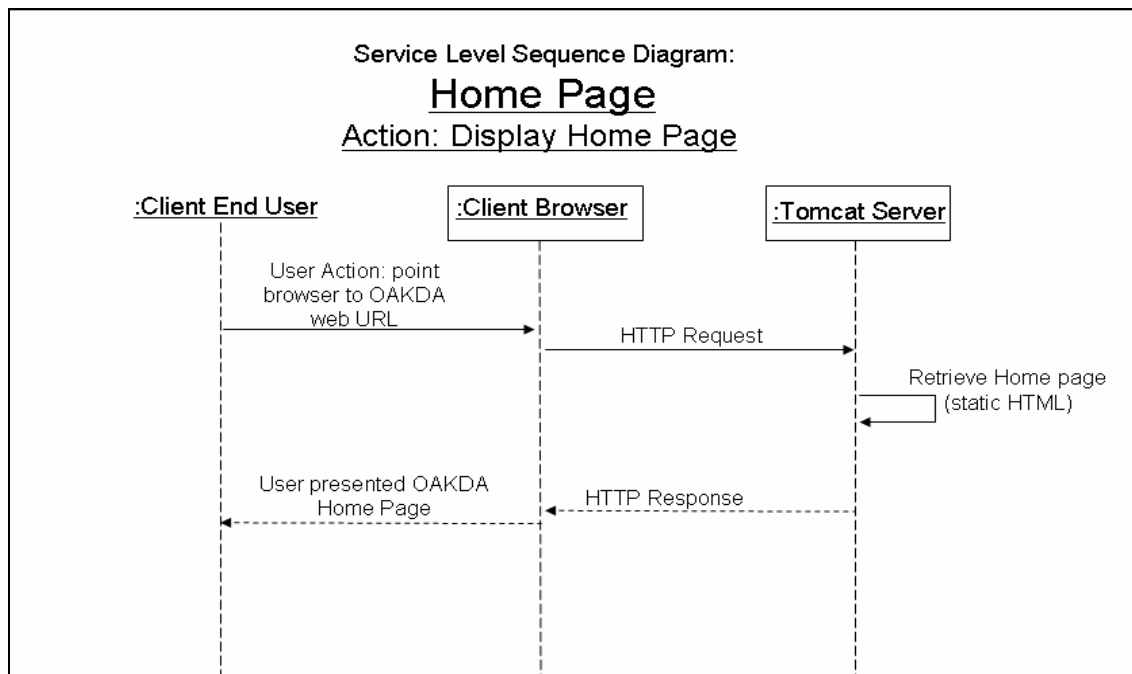 Service Level Sequence Diagram:
Home Page
Action: Display Home Page
:Client End User
:Client Browser
:Tomcat Server
User Action: point
browser to OAKDA
web URL
HTTP Request
Retrieve Home page
(static HTML)
User presented OAKDA
Home Page
HTTP Response